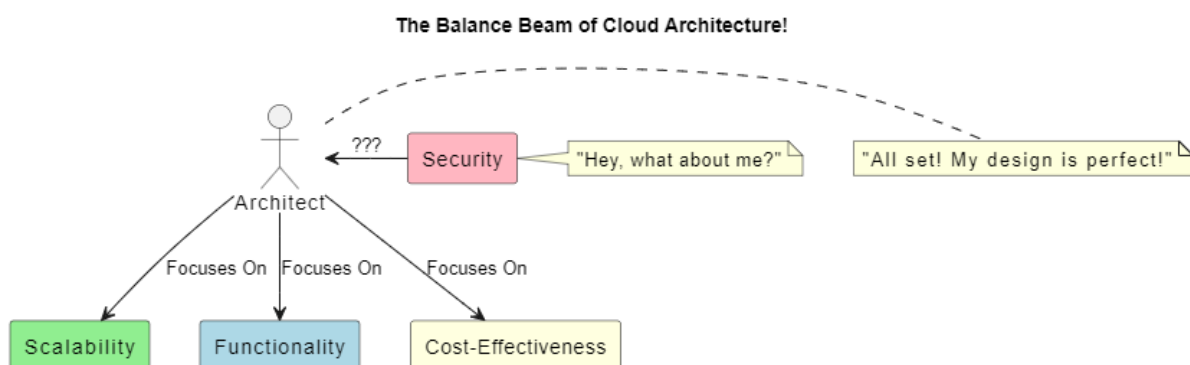 The Balance Beam of Cloud Architecture!
???
Security
"Hey, what about me?"
"All set! My design is perfect!"
Architect
Focuses On
Focuses On
Focuses On
Scalability
Functionality
Cost-Effectiveness